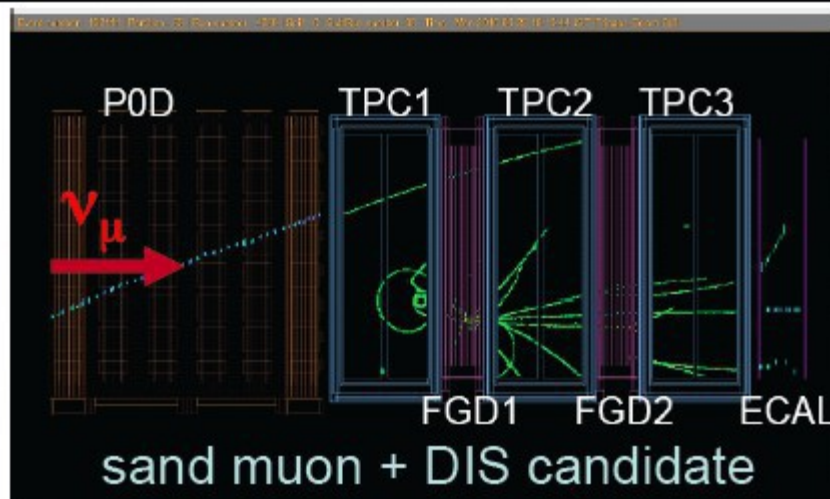 P0D TPC1 TPC2 TPC3
νμ
FGD1 FGD2 ECAL
sand muon + DIS candidate